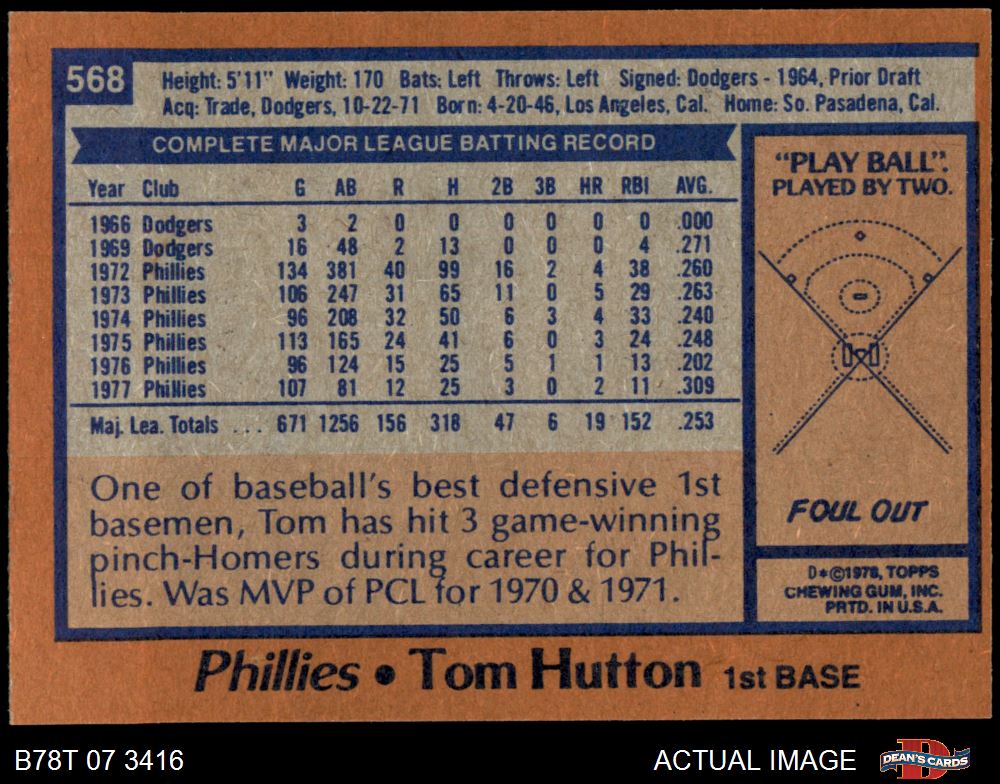 568
Height: 5'11" Weight: 170 Bats: Left Throws: Left Signed: Dodgers - 1964, Prior Draft
Acq: Trade, Dodgers, 10-22-71 Born: 4-20-46, Los Angeles, Cal. Home: So. Pasadena, Cal.
COMPLETE MAJOR LEAGUE BATTING RECORD
Year Club G AB R H 2B 3B HR RBI AVG.
1966 Dodgers 3 2 0 0 0 0 0 0 .000
1969 Dodgers 16 48 2 13 0 0 0 4 .271
1972 Phillies 134 381 40 99 16 2 4 38 .260
1973 Phillies 106 247 31 65 11 0 5 29 .263
1974 Phillies 96 208 32 50 6 3 4 33 .240
1975 Phillies 113 165 24 41 6 0 3 24 .248
1976 Phillies 96 124 15 25 5 1 1 13 .202
1977 Phillies 107 81 12 25 3 0 2 11 .309
Maj. Lea. Totals ... 671 1256 156 318 47 6 19 152 .253
One of baseball's best defensive 1st
basemen, Tom has hit 3 game-winning
pinch-Homers during career for Phil-
lies. Was MVP of PCL for 1970 & 1971.
"PLAY BALL":
PLAYED BY TWO.
FOUL OUT
D*©1978, TOPPS
CHEWING GUM, INC.
PRTD. IN U.S.A.
Phillies • Tom Hutton 1st BASE
B78T 07 3416
ACTUAL IMAGE
DEAN'S CARDS